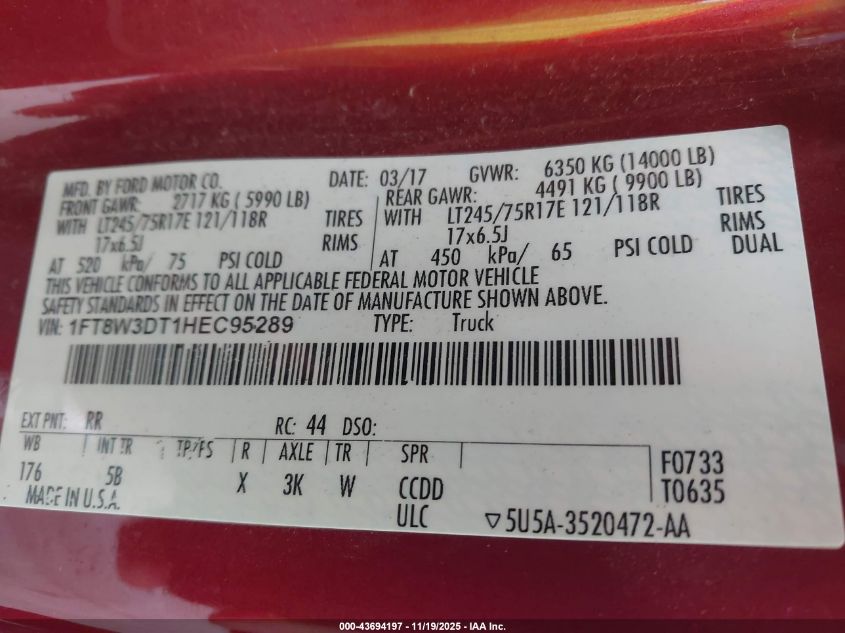 MFD. BY FORD MOTOR CO. DATE: 03/17 GVWR: 6350 KG (14000 LB)
FRONT GAWR: 2717 KG ( 5990 LB) REAR GAWR: 4491 KG ( 9900 LB)
WITH LT245/75R17E 121/118R TIRES WITH LT245/75R17E 121/118R TIRES
17x6.5J RIMS 17x6.5J RIMS
AT 520 kPa/ 75 PSI COLD AT 450 kPa/ 65 PSI COLD DUAL
THIS VEHICLE CONFORMS TO ALL APPLICABLE FEDERAL MOTOR VEHICLE
SAFETY STANDARDS IN EFFECT ON THE DATE OF MANUFACTURE SHOWN ABOVE.
VIN: 1FT8W3DT1HEC95289 TYPE: Truck
EXT PNT: RR RC: 44 DSO:
WB INT TR TP/PS R AXLE TR SPR F0733
176 5B X 3K W CCDD T0635
MADE IN U.S.A. ULC ▽5U5A-3520472-AA
000-43694197 - 11/19/2025 - IAA Inc.